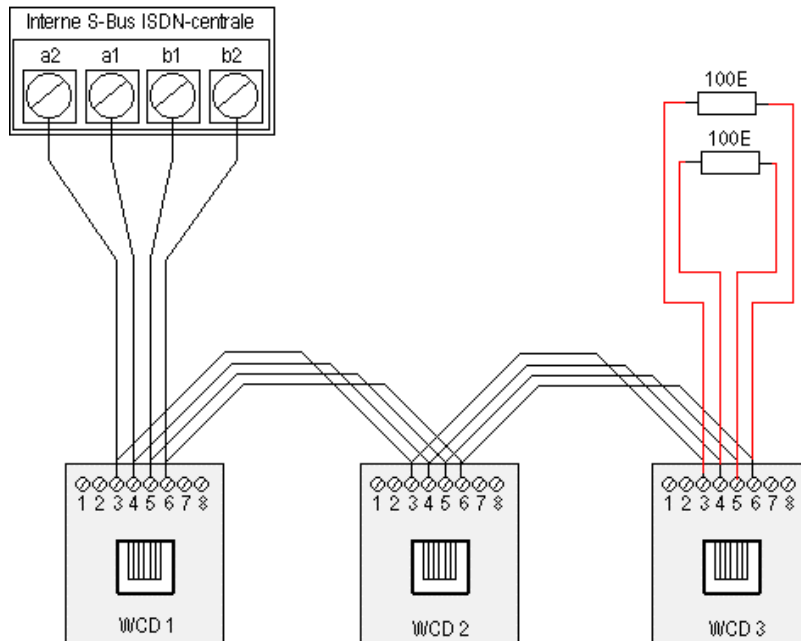 Interne S-Bus ISDN-centrale
a2 a1 b1 b2
100E
100E
1 2 3 4 5 6 7 8
1 2 3 4 5 6 7 8
1 2 3 4 5 6 7 8
WCD 1
WCD 2
WCD 3